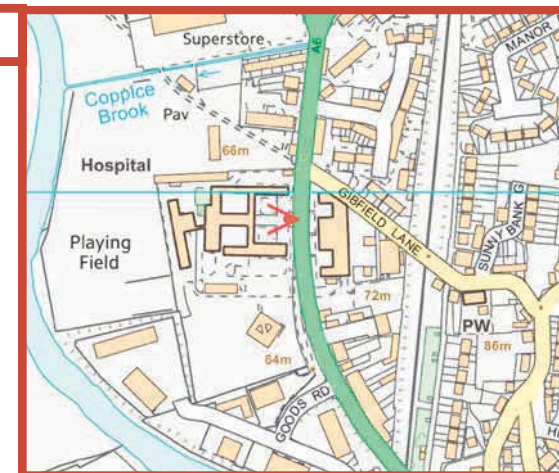 Superstore
A6
MANOR
Coppice
Brook
Pav
66m
Hospital
GIBFIELD LANE
SUNNY BANK G
Playing
Field
72m
PW
86m
64m
GOODS RD